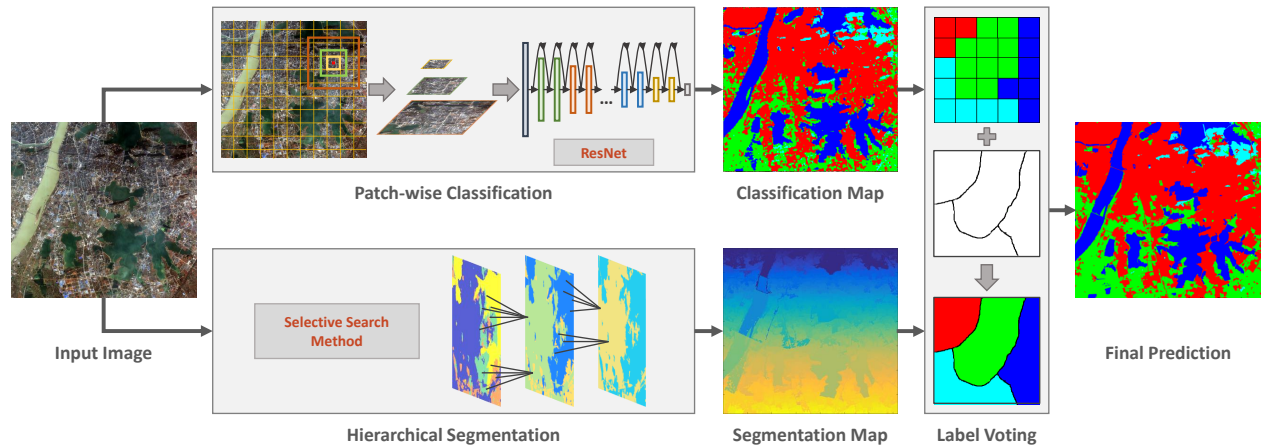 ResNet
Patch-wise Classification
Classification Map
...
Selective Search
Method
Input Image
Final Prediction
Hierarchical Segmentation
Segmentation Map
Label Voting